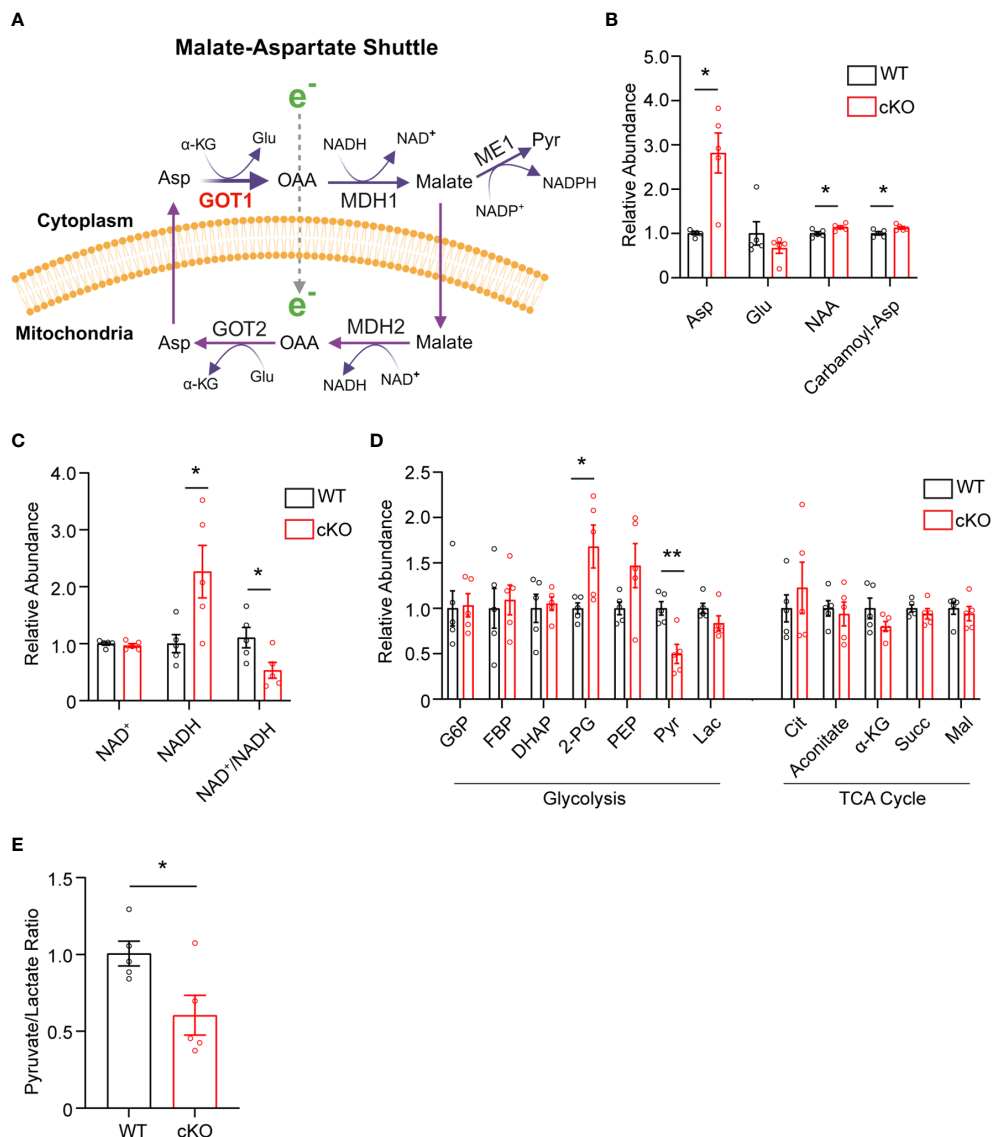 A
Malate-Aspartate Shuttle
e-
α-KG
Glu
NADH
NAD+
ME1
Pyr
Asp
OAA
Malate
NADPH
GOT1
MDH1
NADP+
Cytoplasm
e-
Mitochondria
GOT2
MDH2
Asp
OAA
Malate
α-KG
Glu
NADH
NAD+
B
Relative Abundance
5.0
4.0
3.0
2.0
1.0
0.0
WT
cKO
*
*
*
Asp
Glu
NAA
Carbamoyl-Asp
C
Relative Abundance
4.0
3.0
2.0
1.0
0.0
WT
cKO
*
*
NAD+
NADH
NAD+/NADH
D
Relative Abundance
2.5
2.0
1.5
1.0
0.5
0.0
WT
cKO
*
**
G6P
FBP
DHAP
2-PG
PEP
Pyr
Lac
Cit
Aconitate
α-KG
Succ
Mal
Glycolysis
TCA Cycle
E
Pyruvate/Lactate Ratio
1.5
1.0
0.5
0
*
WT
cKO